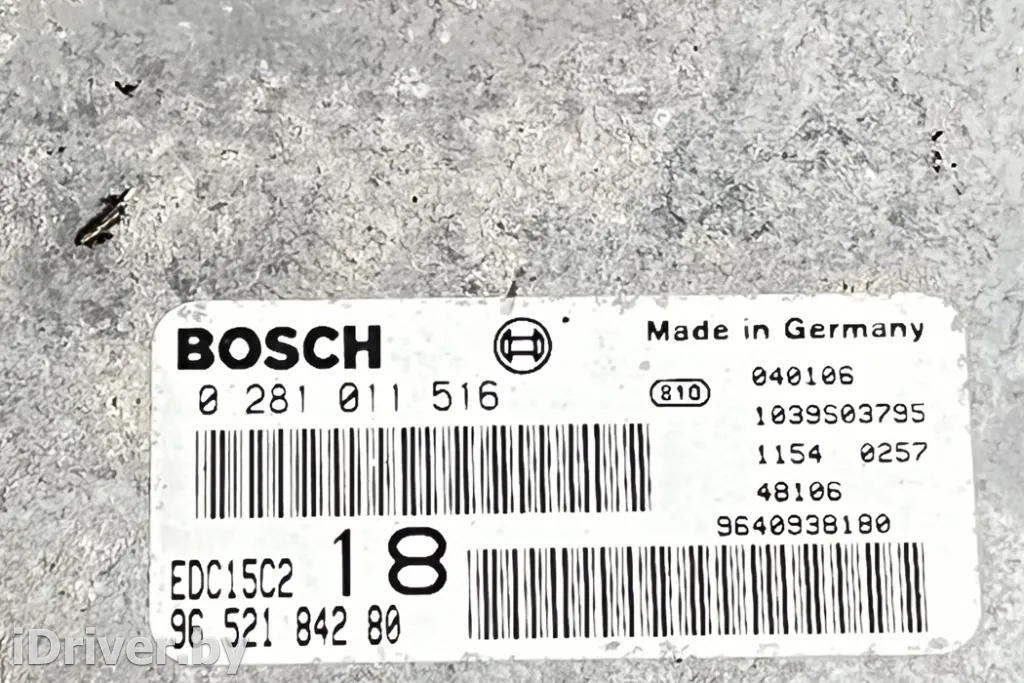 BOSCH
Made in Germany
0 281 011 516
810
040106
1039S03795
1154 0257
48106
9640938180
EDC15C2 18
96 521 842 80
iDriver.by